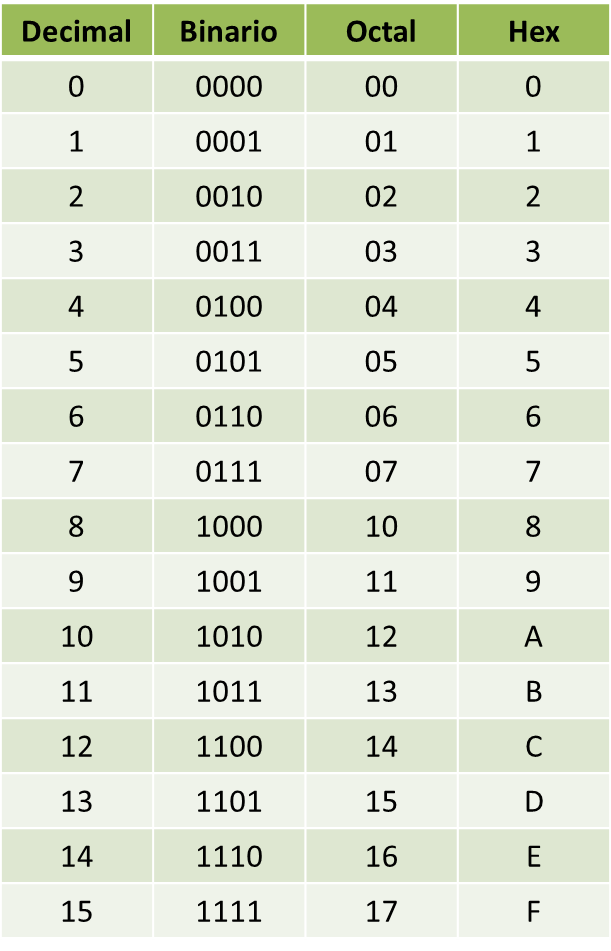 Decimal Binario Octal Hex
0 0000 00 0
1 0001 01 1
2 0010 02 2
3 0011 03 3
4 0100 04 4
5 0101 05 5
6 0110 06 6
7 0111 07 7
8 1000 10 8
9 1001 11 9
10 1010 12 A
11 1011 13 B
12 1100 14 C
13 1101 15 D
14 1110 16 E
15 1111 17 F